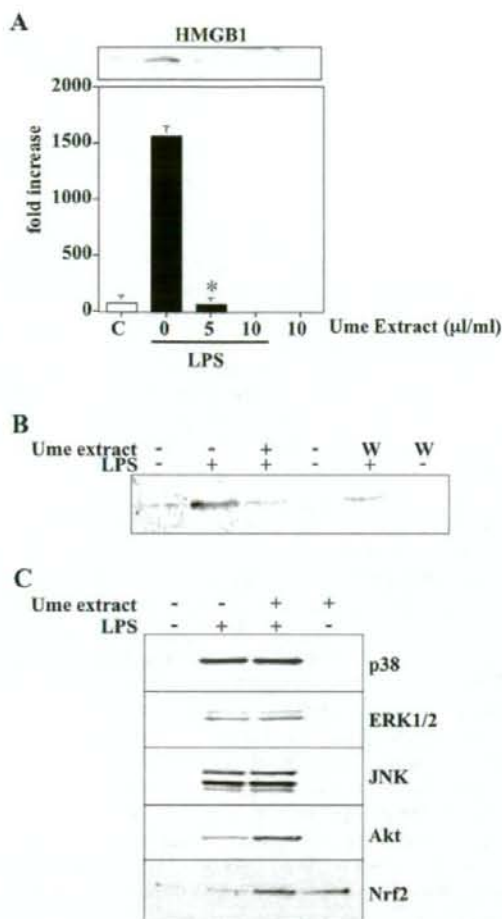 A
HMGB1
2000
1500
1000
500
0
fold increase
*
C 0 5 10 10 Ume Extract (μl/ml)
LPS
B
Ume extract - - + - W W
LPS - + + - + -
C
Ume extract - - + +
LPS - + + -
p38
ERK1/2
JNK
Akt
Nrf2